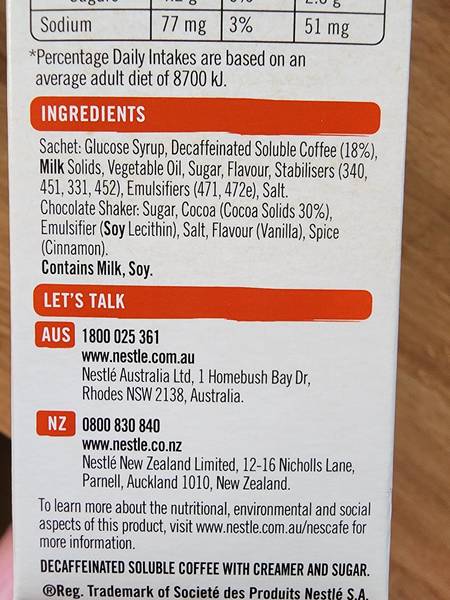 Sodium 77 mg 3% 51 mg
*Percentage Daily Intakes are based on an
average adult diet of 8700 kJ.
INGREDIENTS
Sachet: Glucose Syrup, Decaffeinated Soluble Coffee (18%),
Milk Solids, Vegetable Oil, Sugar, Flavour, Stabilisers (340,
451, 331, 452), Emulsifiers (471, 472e), Salt.
Chocolate Shaker: Sugar, Cocoa (Cocoa Solids 30%),
Emulsifier (Soy Lecithin), Salt, Flavour (Vanilla), Spice
(Cinnamon).
Contains Milk, Soy.
LET'S TALK
AUS 1800 025 361
www.nestle.com.au
Nestlé Australia Ltd, 1 Homebush Bay Dr,
Rhodes NSW 2138, Australia.
NZ 0800 830 840
www.nestle.co.nz
Nestlé New Zealand Limited, 12-16 Nicholls Lane,
Parnell, Auckland 1010, New Zealand.
To learn more about the nutritional, environmental and social
aspects of this product, visit www.nestle.com.au/nescafe for
more information.
DECAFFEINATED SOLUBLE COFFEE WITH CREAMER AND SUGAR.
®Reg. Trademark of Societé des Produits Nestlé S.A.